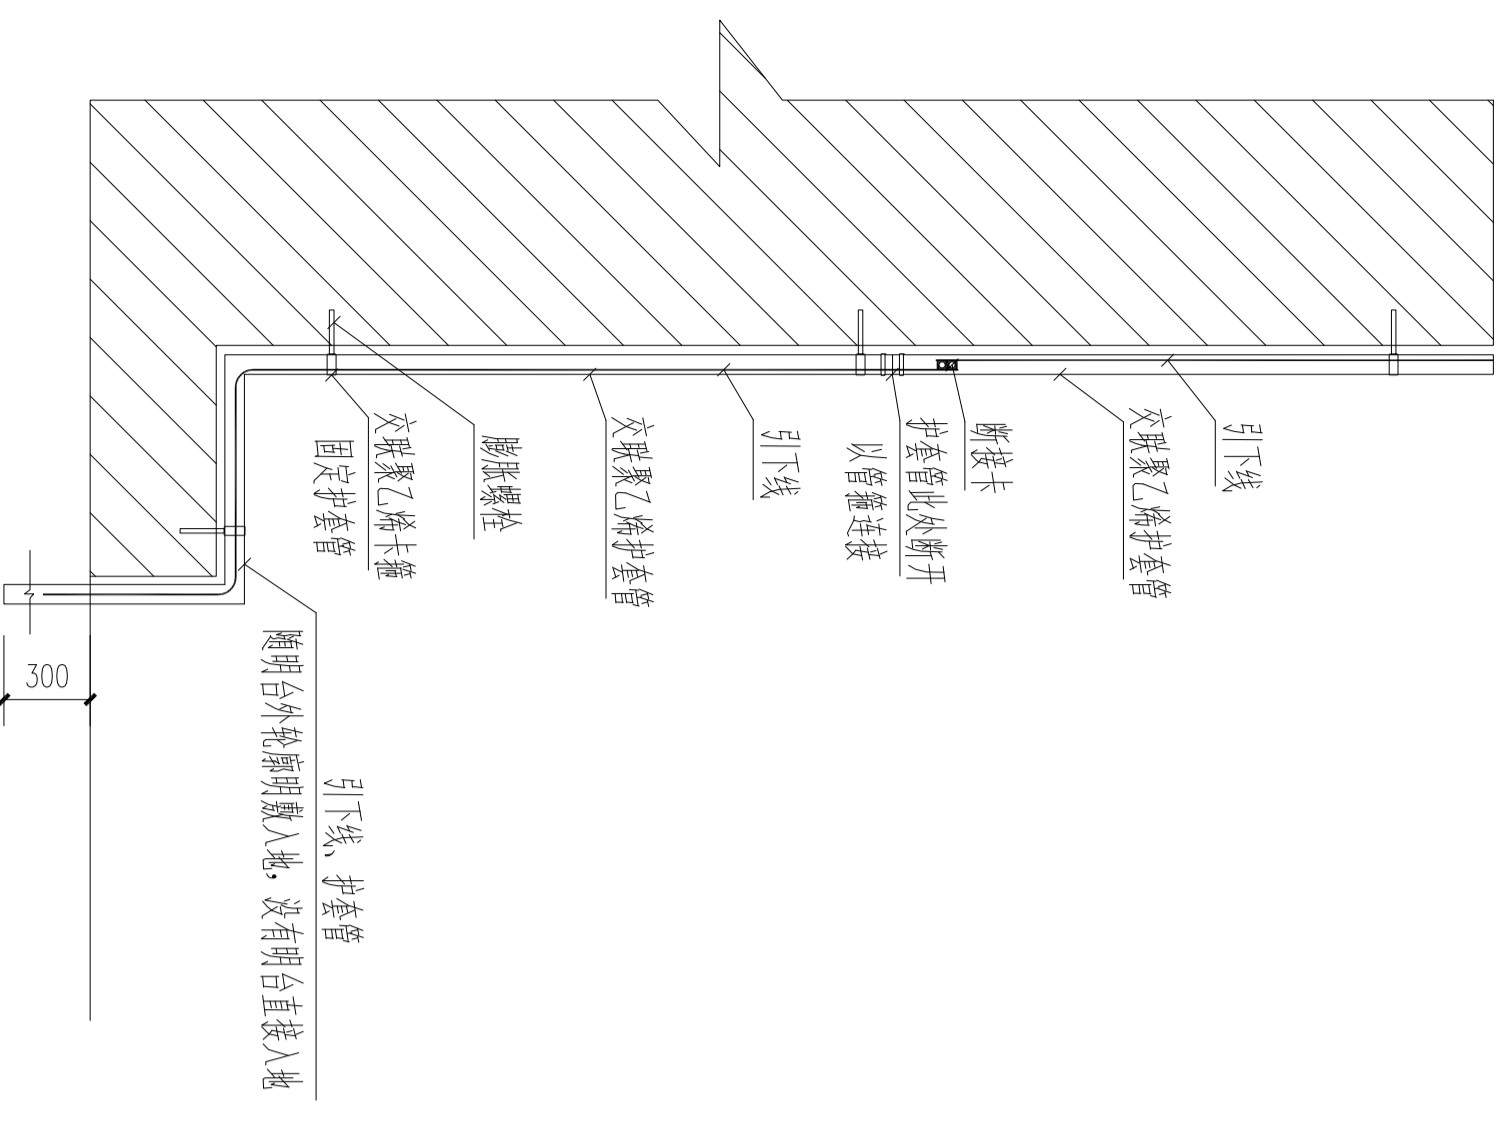 引下线
交联聚乙烯护套管
断接卡
护套管此处断开
以管箍连接
引下线
交联聚乙烯护套管
膨胀螺栓
交联聚乙烯卡箍
固定护套管
引下线、护套管
随明台外轮廓明敷入地，没有明台直接入地
300